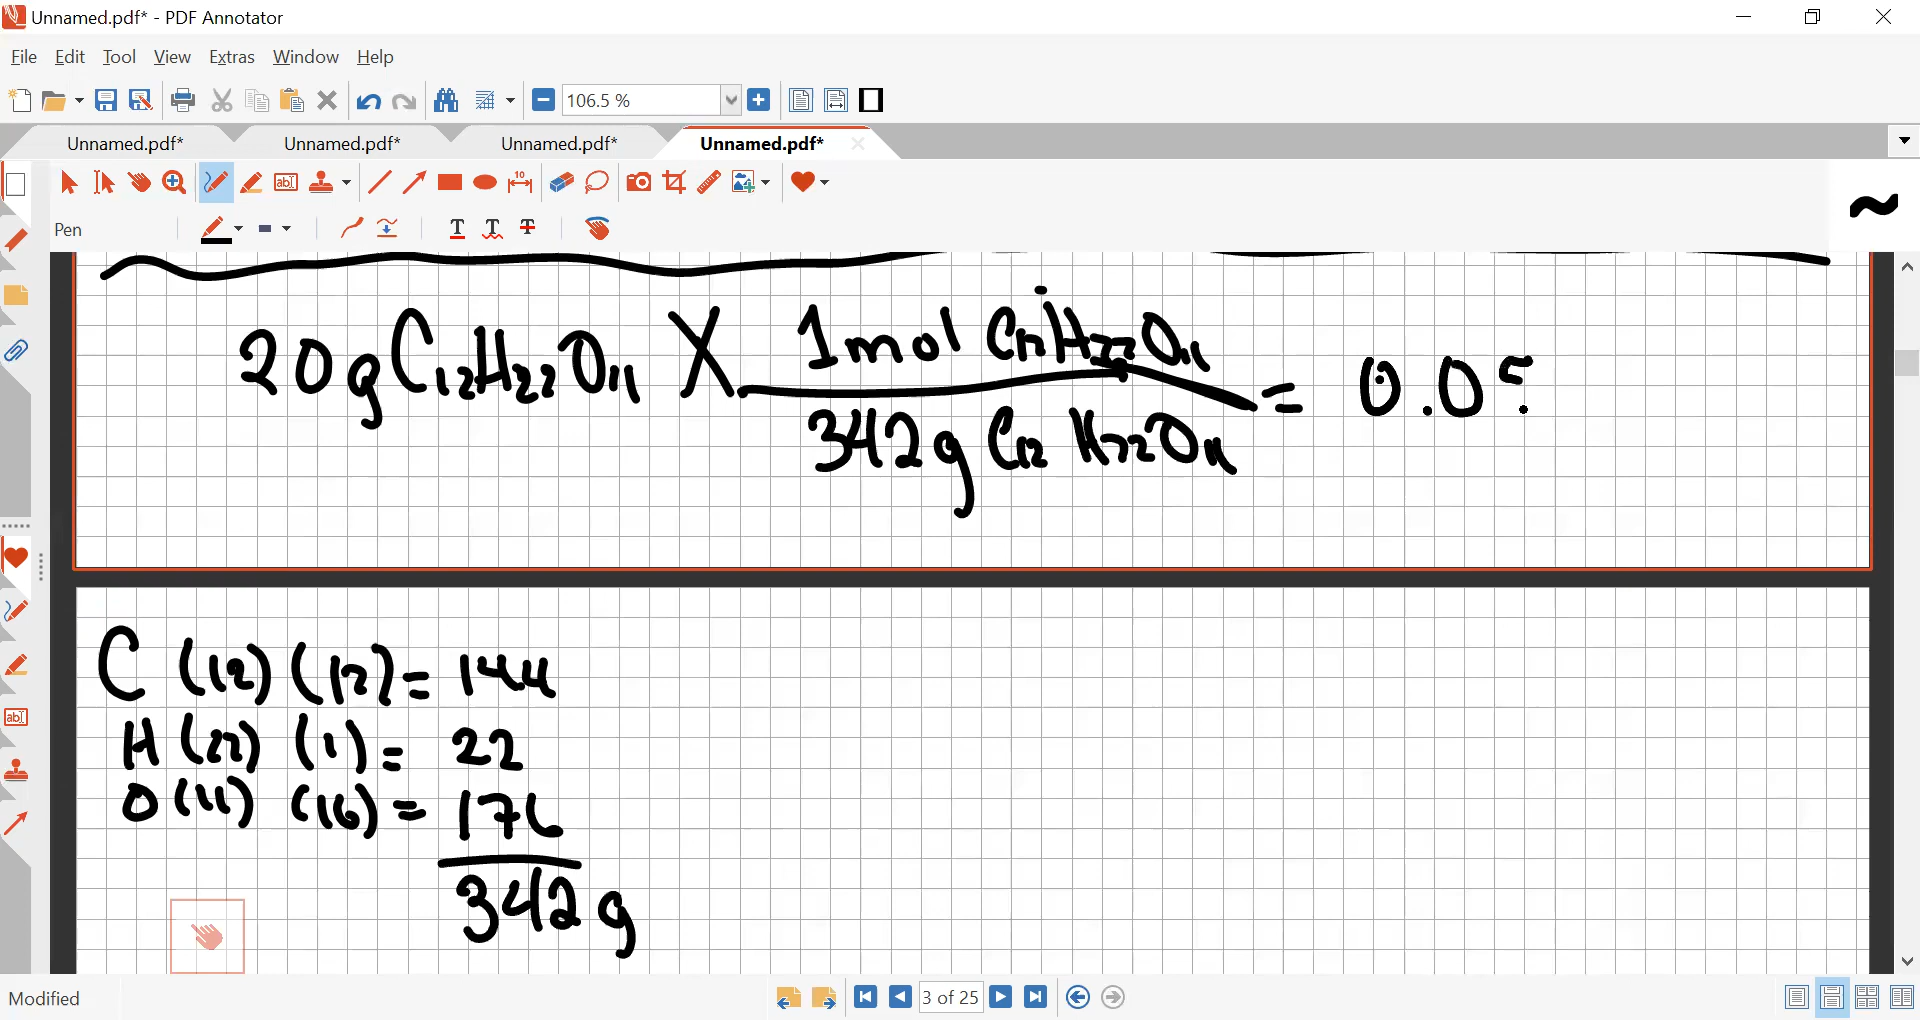 Unnamed.pdf* - PDF Annotator
File Edit Tool View Extras Window Help
106.5 %
Unnamed.pdf* Unnamed.pdf* Unnamed.pdf* Unnamed.pdf*
Pen
20g C12H22O11 X 1mol C12H22O11 = 0.05
342g C12 H22O11
C (12) (12) = 144
H (22) (1) = 22
O (11) (16) = 176
342 g
Modified
3 of 25